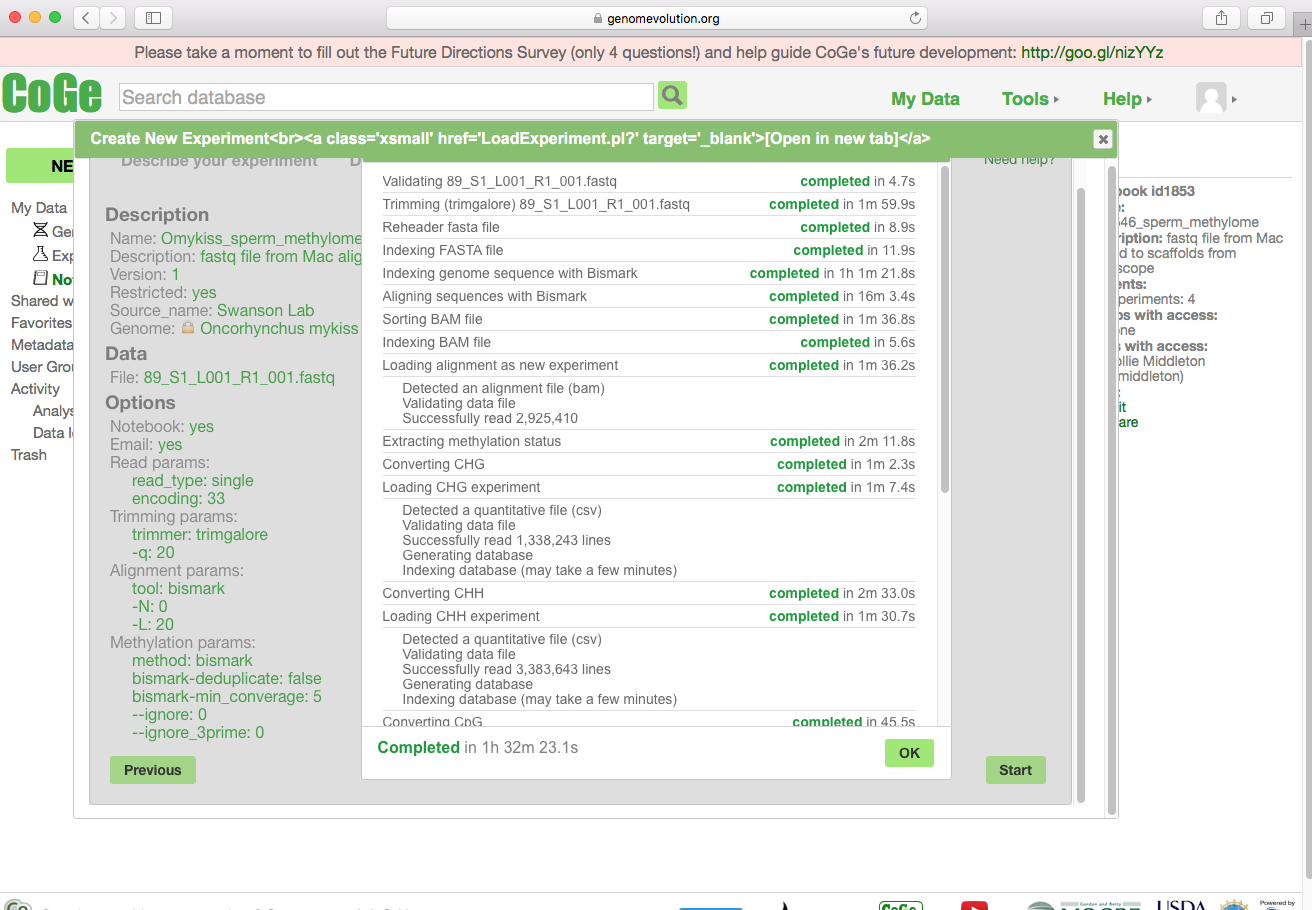 genomevolution.org
Please take a moment to fill out the Future Directions Survey (only 4 questions!) and help guide CoGe's future development: http://goo.gl/nizYYz
CoGe
Search database
My Data
Tools
Help
Create New Experiment<br><a class='xsmall' href='LoadExperiment.pl?' target='_blank'>[Open in new tab]</a>
NE
My Data
Ge
Exp
No
Shared w
Favorites
Metadata
User Grou
Activity
Analys
Data l
Trash
Describe your experiment
D
Need help?
Description
Name: Omykiss_sperm_methylome
Description: fastq file from Mac alig
Version: 1
Restricted: yes
Source_name: Swanson Lab
Genome: Oncorhynchus mykiss
Data
File: 89_S1_L001_R1_001.fastq
Options
Notebook: yes
Email: yes
Read params:
read_type: single
encoding: 33
Trimming params:
trimmer: trimgalore
-q: 20
Alignment params:
tool: bismark
-N: 0
-L: 20
Methylation params:
method: bismark
bismark-deduplicate: false
bismark-min_converage: 5
--ignore: 0
--ignore_3prime: 0
Previous
Validating 89_S1_L001_R1_001.fastq completed in 4.7s
Trimming (trimgalore) 89_S1_L001_R1_001.fastq completed in 1m 59.9s
Reheader fasta file completed in 8.9s
Indexing FASTA file completed in 11.9s
Indexing genome sequence with Bismark completed in 1h 1m 21.8s
Aligning sequences with Bismark completed in 16m 3.4s
Sorting BAM file completed in 1m 36.8s
Indexing BAM file completed in 5.6s
Loading alignment as new experiment completed in 1m 36.2s
Detected an alignment file (bam)
Validating data file
Successfully read 2,925,410
Extracting methylation status completed in 2m 11.8s
Converting CHG completed in 1m 2.3s
Loading CHG experiment completed in 1m 7.4s
Detected a quantitative file (csv)
Validating data file
Successfully read 1,338,243 lines
Generating database
Indexing database (may take a few minutes)
Converting CHH completed in 2m 33.0s
Loading CHH experiment completed in 1m 30.7s
Detected a quantitative file (csv)
Validating data file
Successfully read 3,383,643 lines
Generating database
Indexing database (may take a few minutes)
Converting CpG completed in 45.5s
Completed in 1h 32m 23.1s
OK
Start
ook id1853
:
46_sperm_methylome
ription: fastq file from Mac
d to scaffolds from
scope
ents:
periments: 4
ps with access:
one
s with access:
ollie Middleton
middleton)
:
it
are
CoGe
Gordon and Betty
MOORE
USDA
Powered by